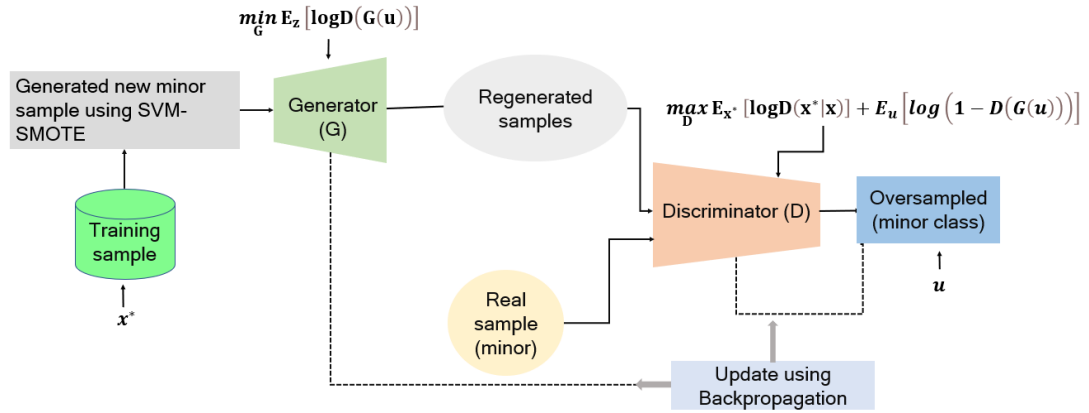 min E_z [logD(G(u))]
G
Generated new minor
sample using SVM-
SMOTE
Generator
(G)
Regenerated
samples
max E_x* [logD(x*|x)] + E_u [log (1 − D(G(u)))]
D
Training
sample
x*
Discriminator (D)
Oversampled
(minor class)
u
Real
sample
(minor)
Update using
Backpropagation